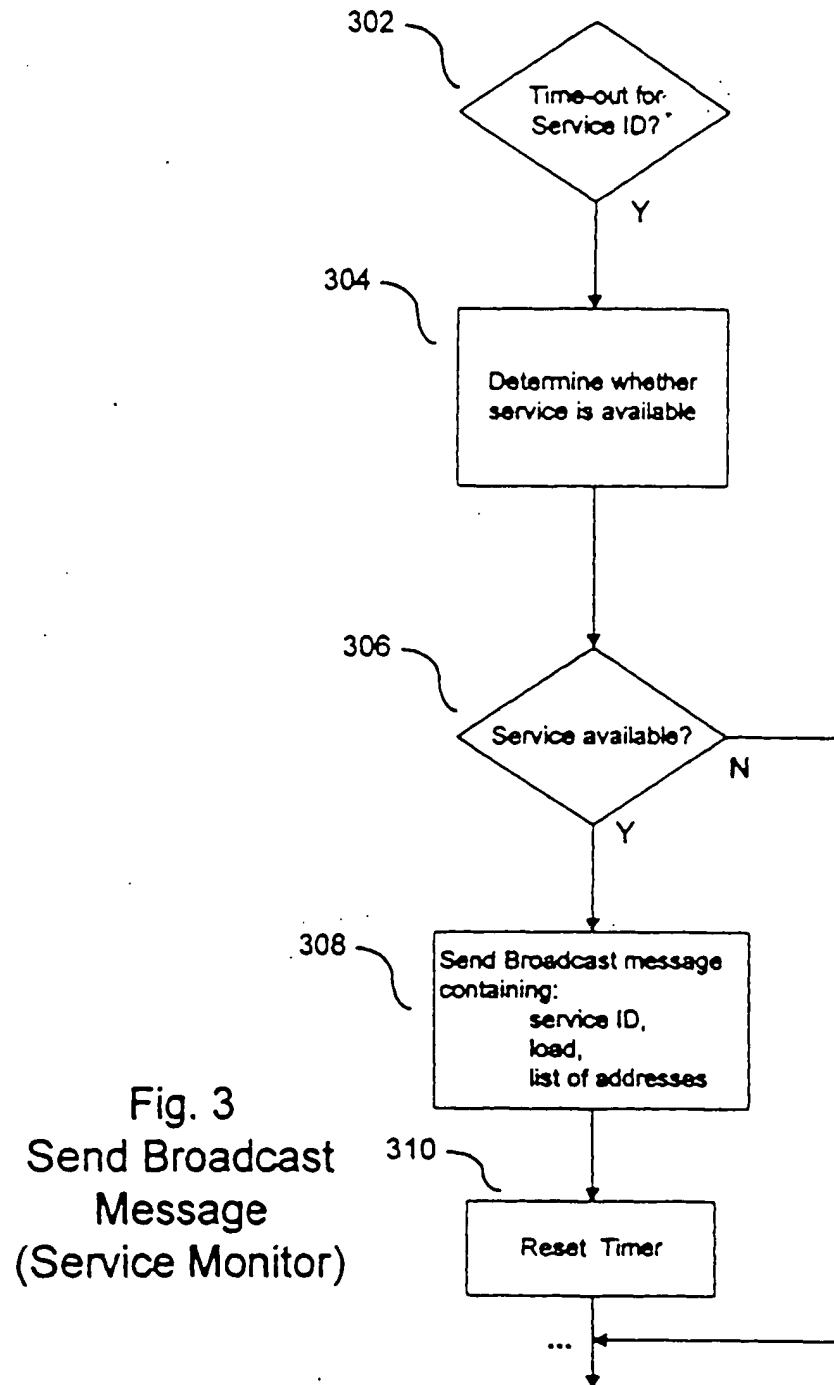 302
Time-out for
Service ID?
Y
304
Determine whether
service is available
306
Service available?
N
Y
308
Send Broadcast message
containing:
service ID,
load,
list of addresses
Fig. 3
Send Broadcast
Message
(Service Monitor)
310
Reset Timer
...